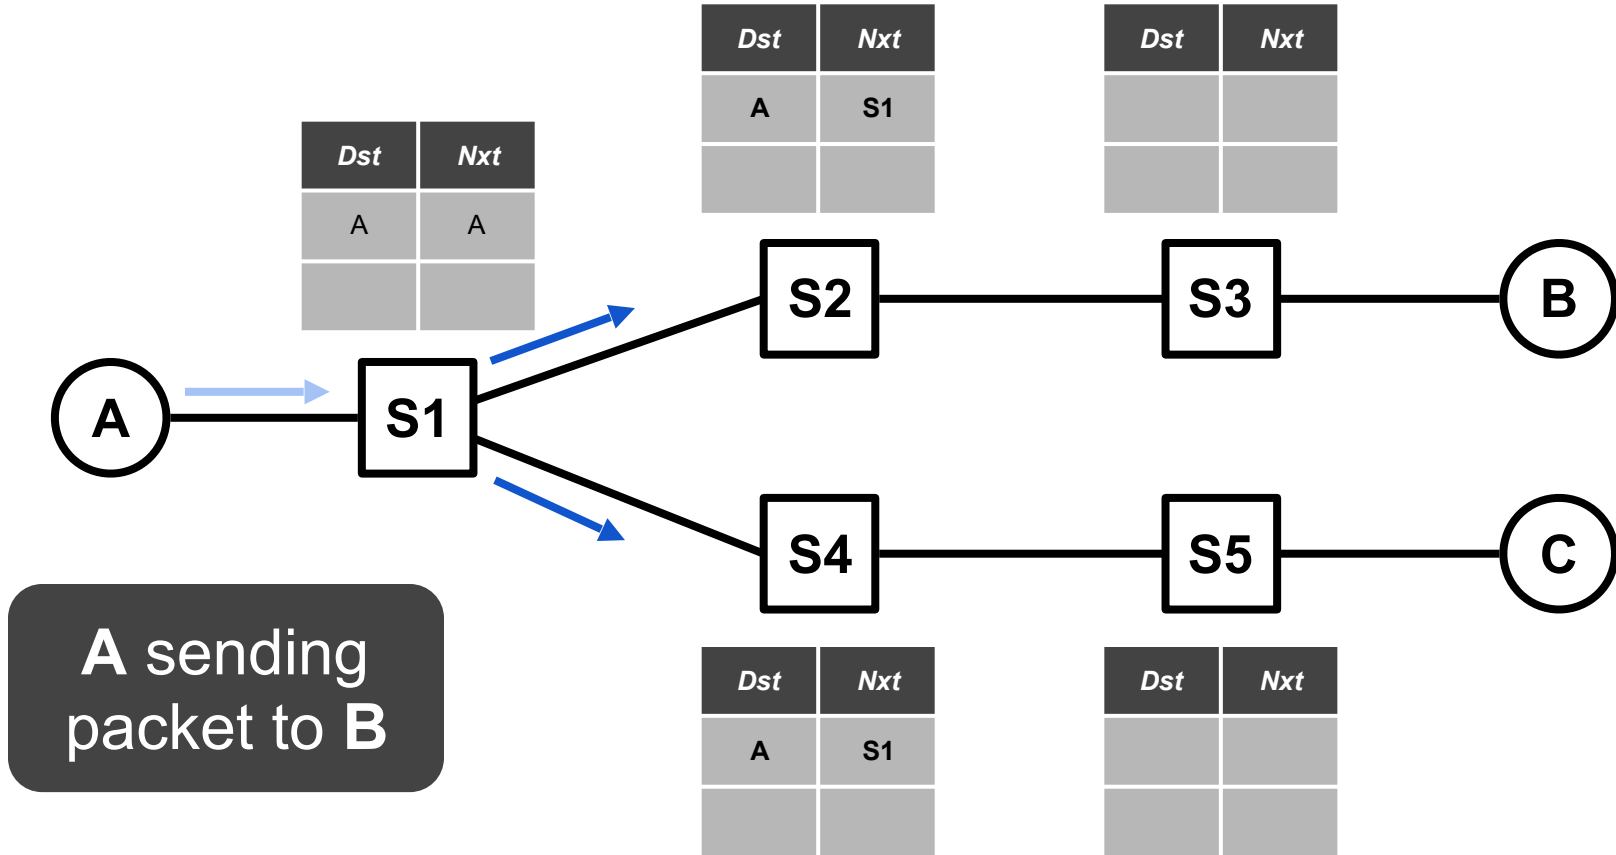 Dst Nxt
A S1
Dst Nxt
Dst Nxt
A A
S2
S3
B
A
S1
S4
S5
C
A sending
packet to B
Dst Nxt
A S1
Dst Nxt